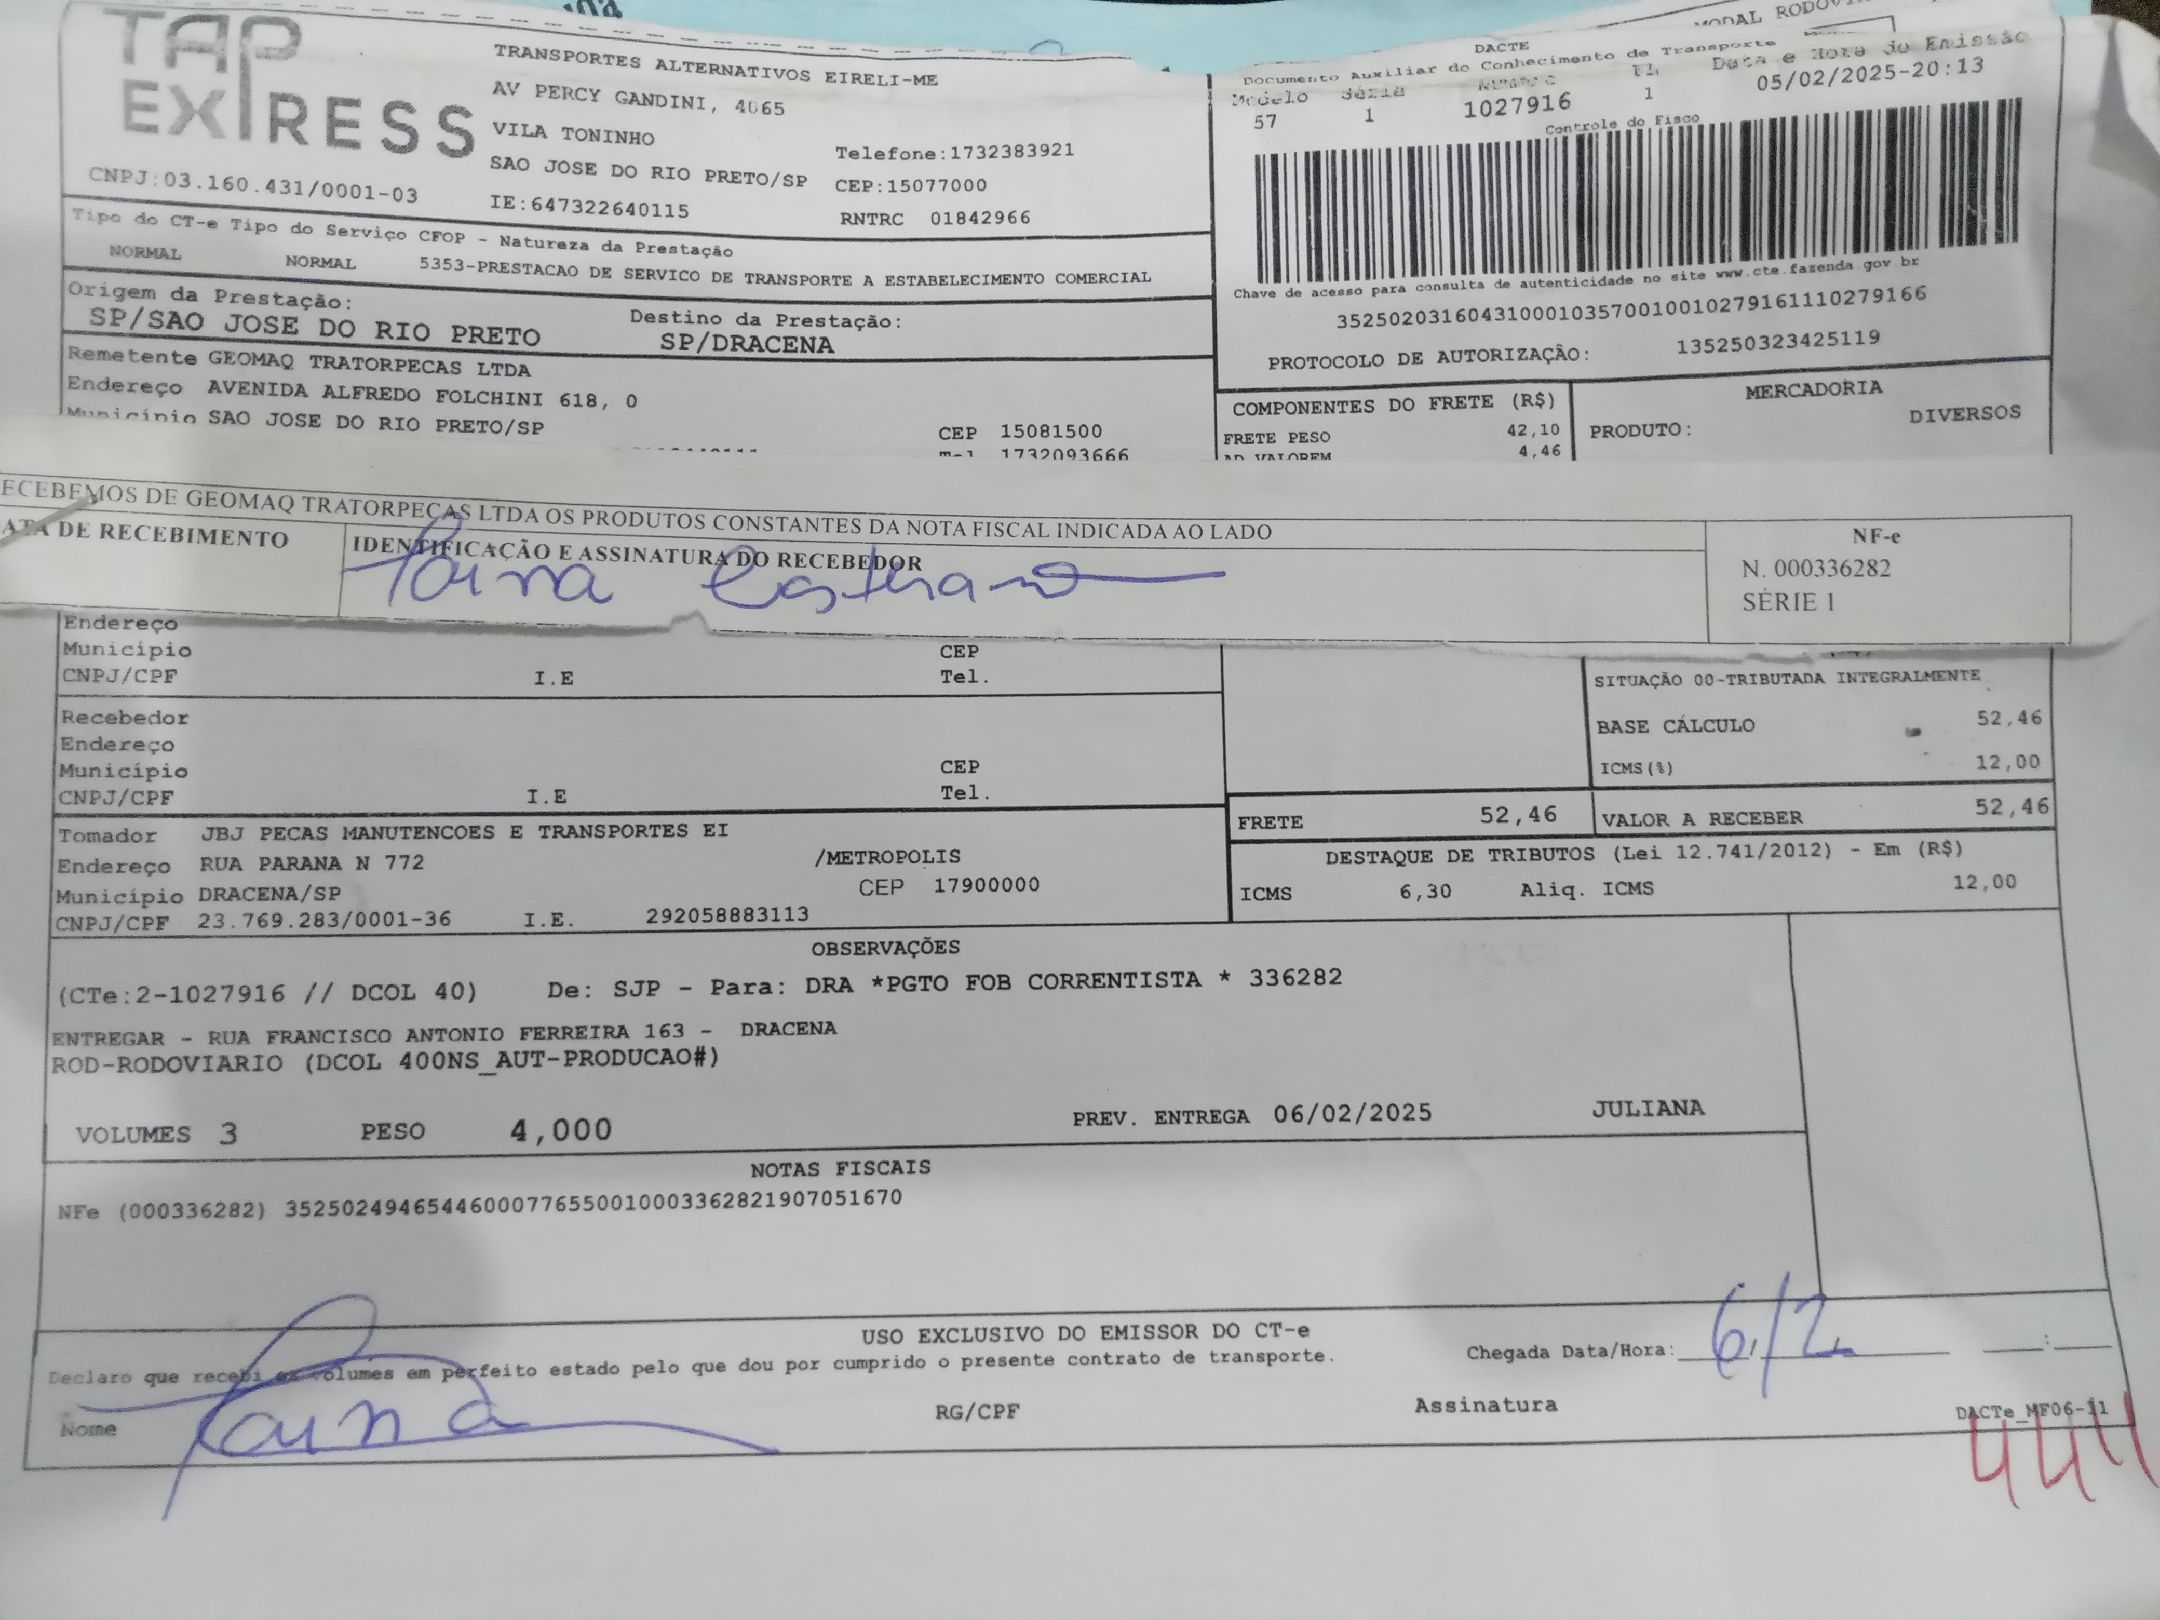 TAP EXPRESS
TRANSPORTES ALTERNATIVOS EIRELI-ME
AV PERCY GANDINI, 4065
VILA TONINHO
Telefone:1732383921
SAO JOSE DO RIO PRETO/SP CEP:15077000
CNPJ:03.160.431/0001-03
IE:647322640115 RNTRC 01842966
Tipo do CT-e Tipo do Serviço CFOP - Natureza da Prestação
NORMAL NORMAL 5353-PRESTACAO DE SERVICO DE TRANSPORTE A ESTABELECIMENTO COMERCIAL
Origem da Prestação: Destino da Prestação:
SP/SAO JOSE DO RIO PRETO SP/DRACENA
Remetente GEOMAQ TRATORPECAS LTDA
Endereço AVENIDA ALFREDO FOLCHINI 618, 0
Município SAO JOSE DO RIO PRETO/SP CEP 15081500
Tel 1732093666
MODAL
DACTE
Documento Auxiliar do Conhecimento de Transporte
Modelo Série Data e Hora de Emissão
57 1 1027916 1 05/02/2025-20:13
Controle do Fisco
Chave de acesso para consulta de autenticidade no site www.cte.fazenda.gov.br
35250203160431000103570010010279161110279166
PROTOCOLO DE AUTORIZAÇÃO: 135250323425119
COMPONENTES DO FRETE (R$) MERCADORIA
FRETE PESO 42,10 PRODUTO: DIVERSOS
AD VALOREM 4,46
ECEBEMOS DE GEOMAQ TRATORPECAS LTDA OS PRODUTOS CONSTANTES DA NOTA FISCAL INDICADA AO LADO
ATA DE RECEBIMENTO IDENTIFICAÇÃO E ASSINATURA DO RECEBEDOR
NF-e
N. 000336282
SÉRIE 1
Endereço
Município CEP
CNPJ/CPF I.E Tel.
Recebedor
Endereço
Município CEP
CNPJ/CPF I.E Tel.
SITUAÇÃO 00-TRIBUTADA INTEGRALMENTE
BASE CÁLCULO 52,46
ICMS(%) 12,00
FRETE 52,46 VALOR A RECEBER 52,46
Tomador JBJ PECAS MANUTENCOES E TRANSPORTES EI
Endereço RUA PARANA N 772 /METROPOLIS
Município DRACENA/SP CEP 17900000
CNPJ/CPF 23.769.283/0001-36 I.E. 292058883113
DESTAQUE DE TRIBUTOS (Lei 12.741/2012) - Em (R$)
ICMS 6,30 Aliq. ICMS 12,00
OBSERVAÇÕES
(CTe:2-1027916 // DCOL 40) De: SJP - Para: DRA *PGTO FOB CORRENTISTA * 336282
ENTREGAR - RUA FRANCISCO ANTONIO FERREIRA 163 - DRACENA
ROD-RODOVIARIO (DCOL 400NS_AUT-PRODUCAO#)
VOLUMES 3 PESO 4,000 PREV. ENTREGA 06/02/2025 JULIANA
NOTAS FISCAIS
NFe (000336282) 35250249465446000776550010003362821907051670
USO EXCLUSIVO DO EMISSOR DO CT-e
Declaro que recebi os volumes em perfeito estado pelo que dou por cumprido o presente contrato de transporte.
Chegada Data/Hora: 6/2 :
Nome RG/CPF Assinatura
DACTe_MF06-11